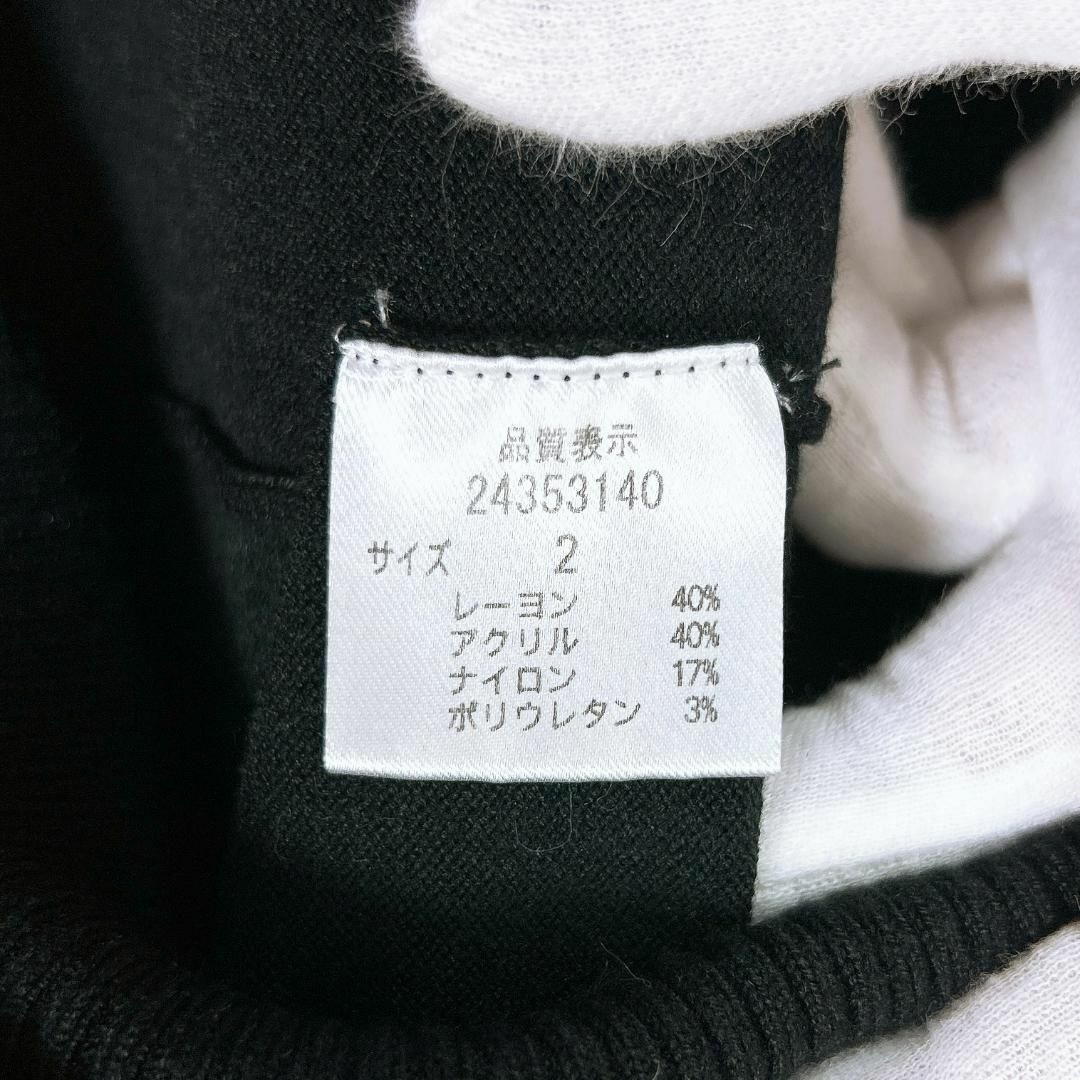 品質表示
24353140
サイズ 2
レーヨン 40%
アクリル 40%
ナイロン 17%
ポリウレタン 3%